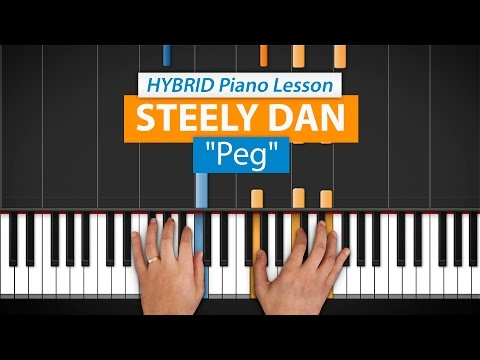 HYBRID Piano Lesson
STEELY DAN
"Peg"